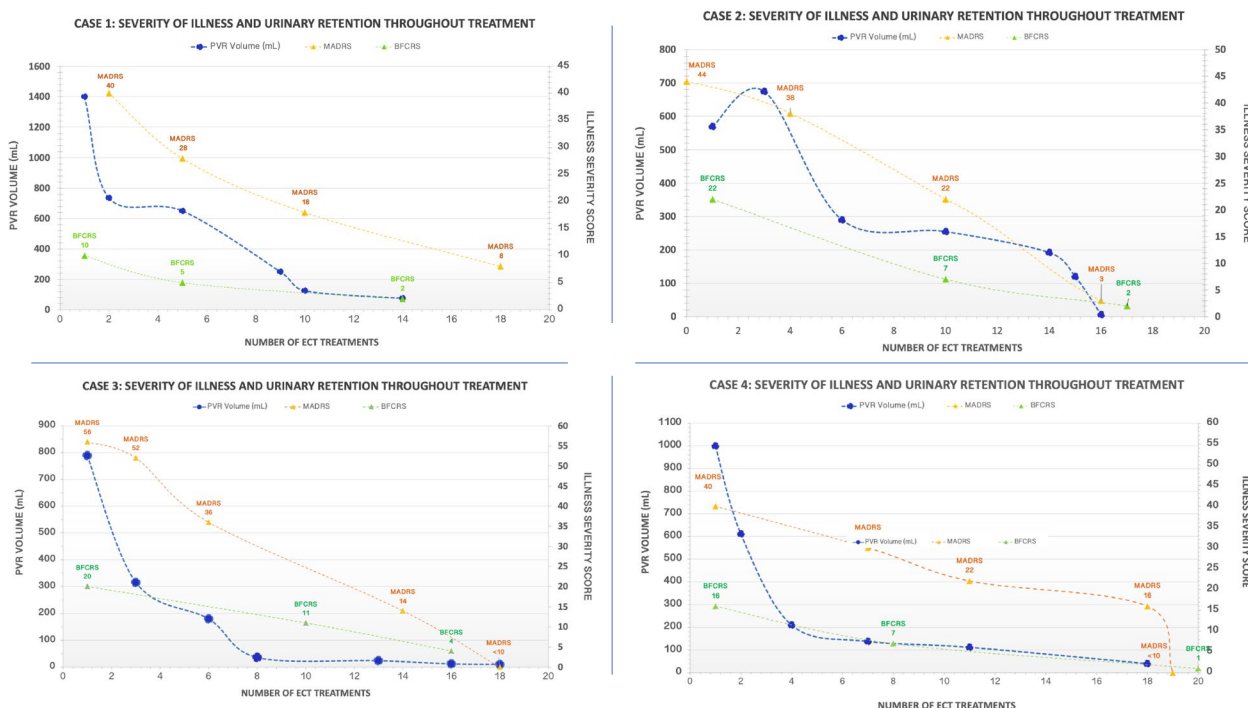 CASE 1: SEVERITY OF ILLNESS AND URINARY RETENTION THROUGHOUT TREATMENT
PVR Volume (mL) MADRS BFCRS
PVR VOLUME (mL)
1600
1400
1200
1000
800
600
400
200
0
45
40
35
30
25
20
15
10
5
0
ILLNESS SEVERITY SCORE
MADRS
40
MADRS
28
MADRS
18
MADRS
8
BFCRS
10
BFCRS
5
BFCRS
2
0 2 4 6 8 10 12 14 16 18 20
NUMBER OF ECT TREATMENTS
CASE 2: SEVERITY OF ILLNESS AND URINARY RETENTION THROUGHOUT TREATMENT
PVR Volume (mL) MADRS BFCRS
PVR VOLUME (mL)
800
700
600
500
400
300
200
100
0
50
45
40
35
30
25
20
15
10
5
0
ILLNESS SEVERITY SCORE
MADRS
44
MADRS
38
MADRS
22
MADRS
3
BFCRS
22
BFCRS
7
BFCRS
2
0 2 4 6 8 10 12 14 16 18 20
NUMBER OF ECT TREATMENTS
CASE 3: SEVERITY OF ILLNESS AND URINARY RETENTION THROUGHOUT TREATMENT
PVR Volume (mL) MADRS BFCRS
PVR VOLUME (mL)
900
800
700
600
500
400
300
200
100
0
60
55
50
45
40
35
30
25
20
15
10
5
0
ILLNESS SEVERITY SCORE
MADRS
56
MADRS
52
MADRS
36
MADRS
14
MADRS
<10
BFCRS
20
BFCRS
11
BFCRS
4
0 2 4 6 8 10 12 14 16 18 20
NUMBER OF ECT TREATMENTS
CASE 4: SEVERITY OF ILLNESS AND URINARY RETENTION THROUGHOUT TREATMENT
PVR Volume (mL) MADRS BFCRS
PVR VOLUME (mL)
1100
1000
900
800
700
600
500
400
300
200
100
0
60
55
50
45
40
35
30
25
20
15
10
5
0
ILLNESS SEVERITY SCORE
MADRS
40
MADRS
PVR Volume (mL) MADRS BFCRS
MADRS
22
MADRS
16
MADRS
<10
BFCRS
16
BFCRS
7
BFCRS
1
0 2 4 6 8 10 12 14 16 18 20
NUMBER OF ECT TREATMENTS